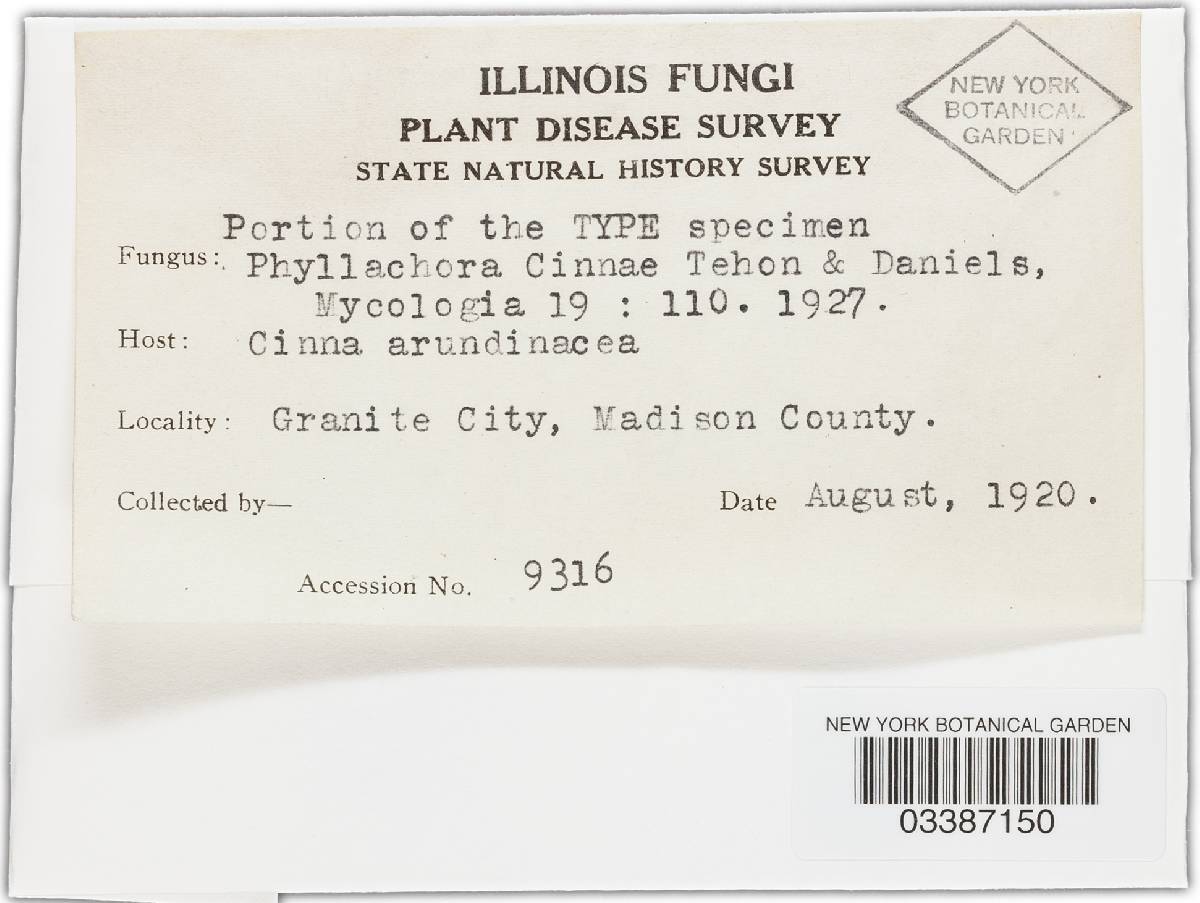 ILLINOIS FUNGI
PLANT DISEASE SURVEY
STATE NATURAL HISTORY SURVEY
NEW YORK
BOTANICAL
GARDEN
Portion of the TYPE specimen
Fungus: Phyllachora Cinnae Tehon & Daniels,
Mycologia 19 : 110. 1927.
Host: Cinna arundinacea
Locality: Granite City, Madison County.
Collected by— Date August, 1920.
Accession No. 9316
NEW YORK BOTANICAL GARDEN
03387150